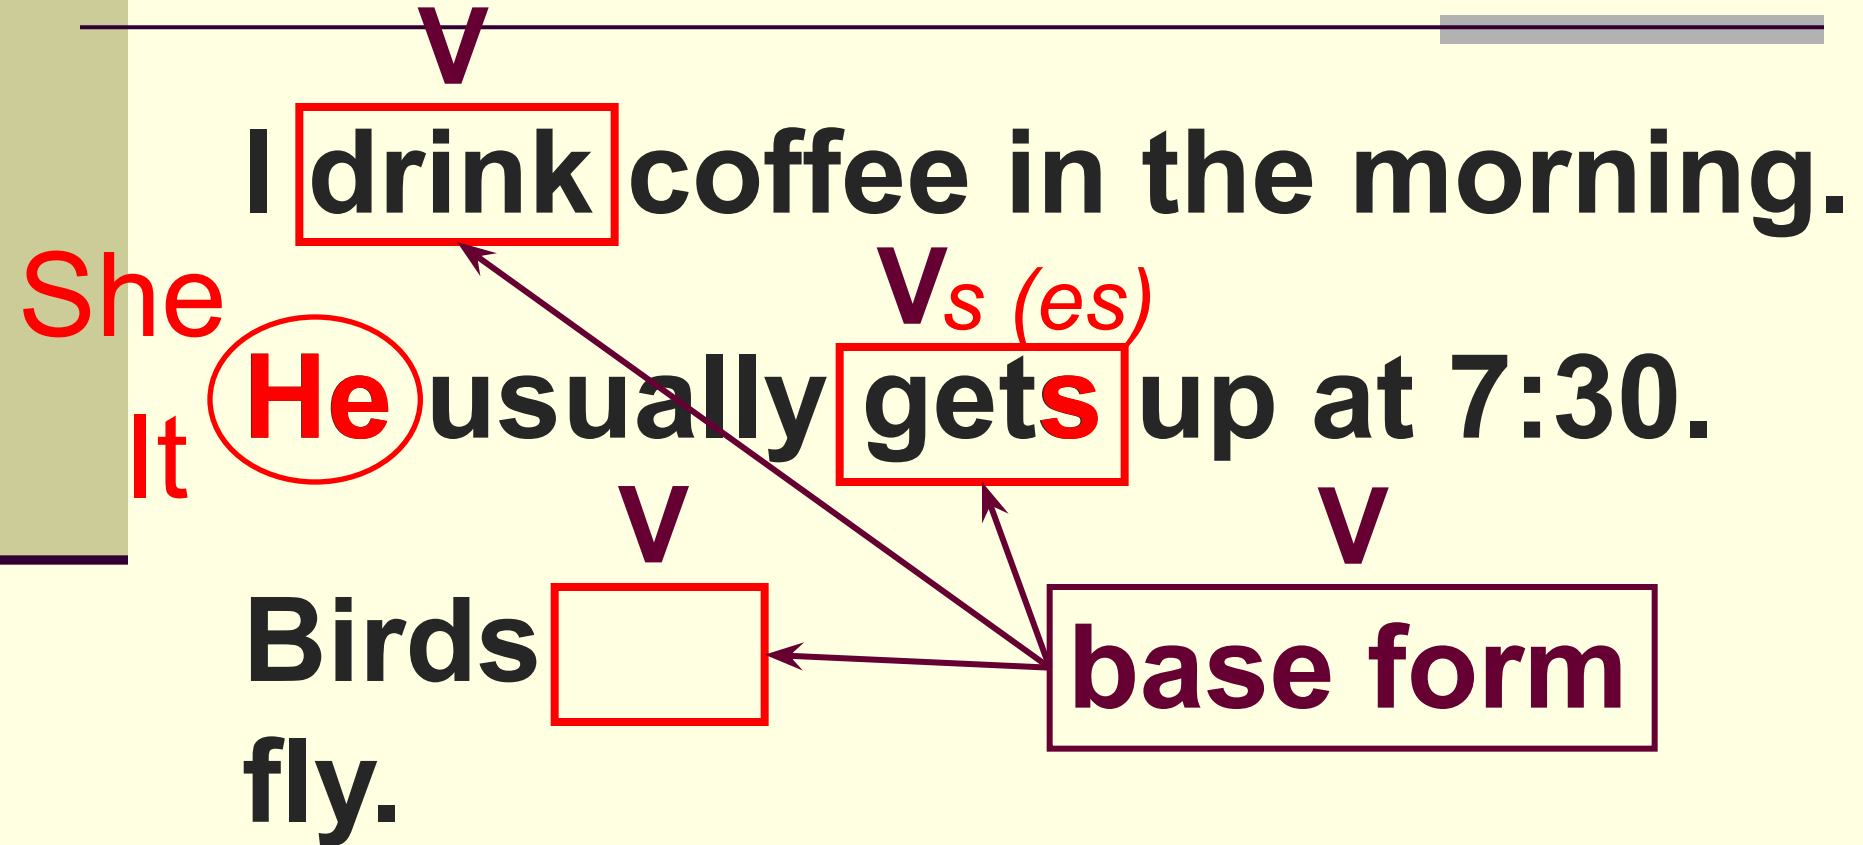 V
I drink coffee in the morning.
She
Vs (es)
He usually gets up at 7:30.
It
V
V
Birds
base form
fly.